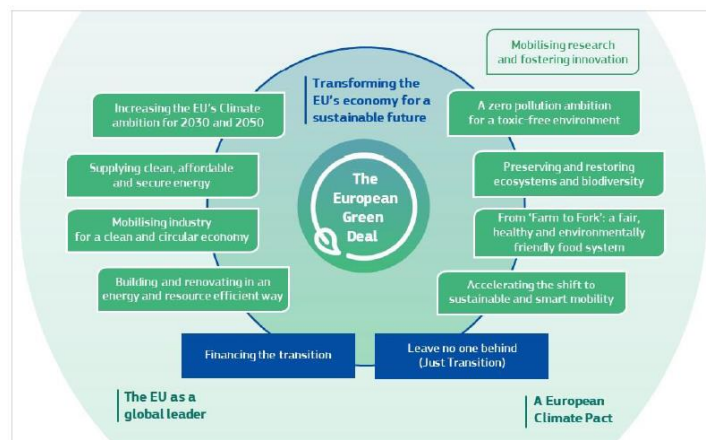 Mobilising research
and fostering innovation
Transforming the
EU's economy for a
sustainable future
Increasing the EU's Climate
ambition for 2030 and 2050
A zero pollution ambition
for a toxic-free environment
Supplying clean, affordable
and secure energy
Preserving and restoring
ecosystems and biodiversity
The
European
Green
Deal
Mobilising industry
for a clean and circular economy
From 'Farm to Fork': a fair,
healthy and environmentally
friendly food system
Building and renovating in an
energy and resource efficient way
Accelerating the shift to
sustainable and smart mobility
Financing the transition
Leave no one behind
(Just Transition)
The EU as a
global leader
A European
Climate Pact